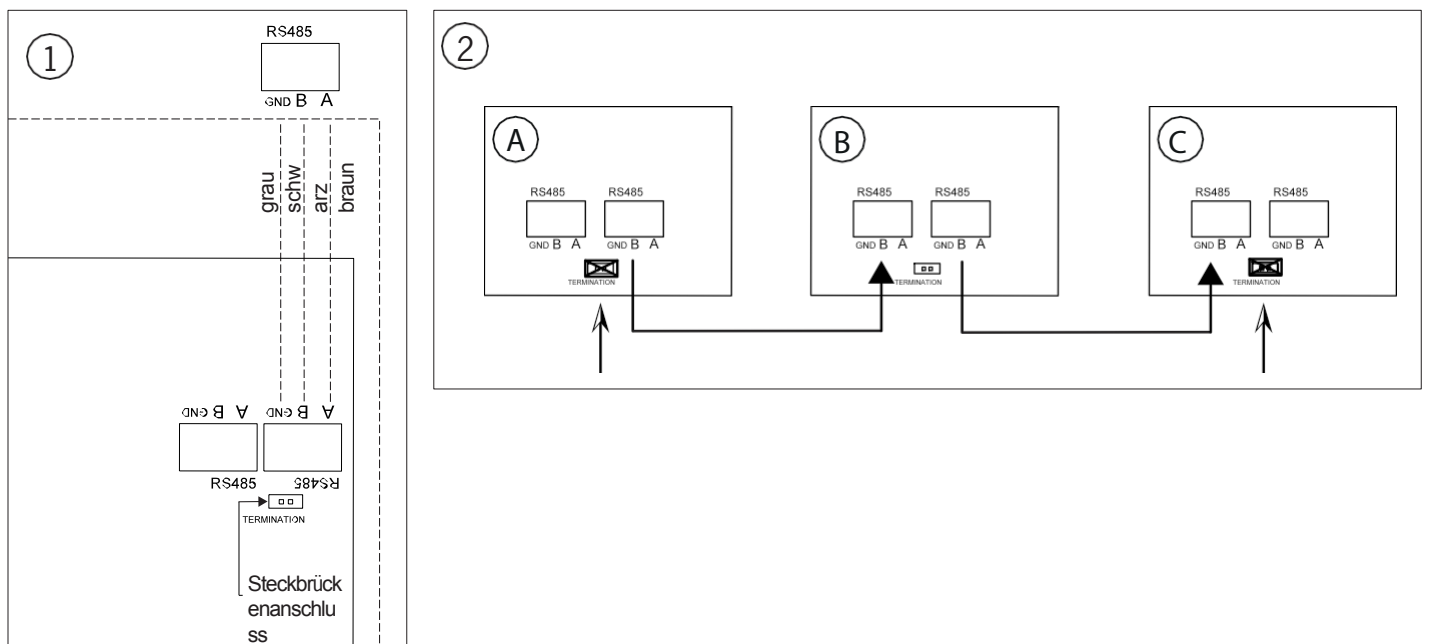 1
RS485
GND B A
grau
schw
arz
braun
GND B A
GND B A
RS485
RS485
TERMINATION
Steckbrück
enanschlu
ss
2
A
RS485
RS485
GND B A
GND B A
TERMINATION
B
RS485
RS485
GND B A
GND B A
TERMINATION
C
RS485
RS485
GND B A
GND B A
TERMINATION